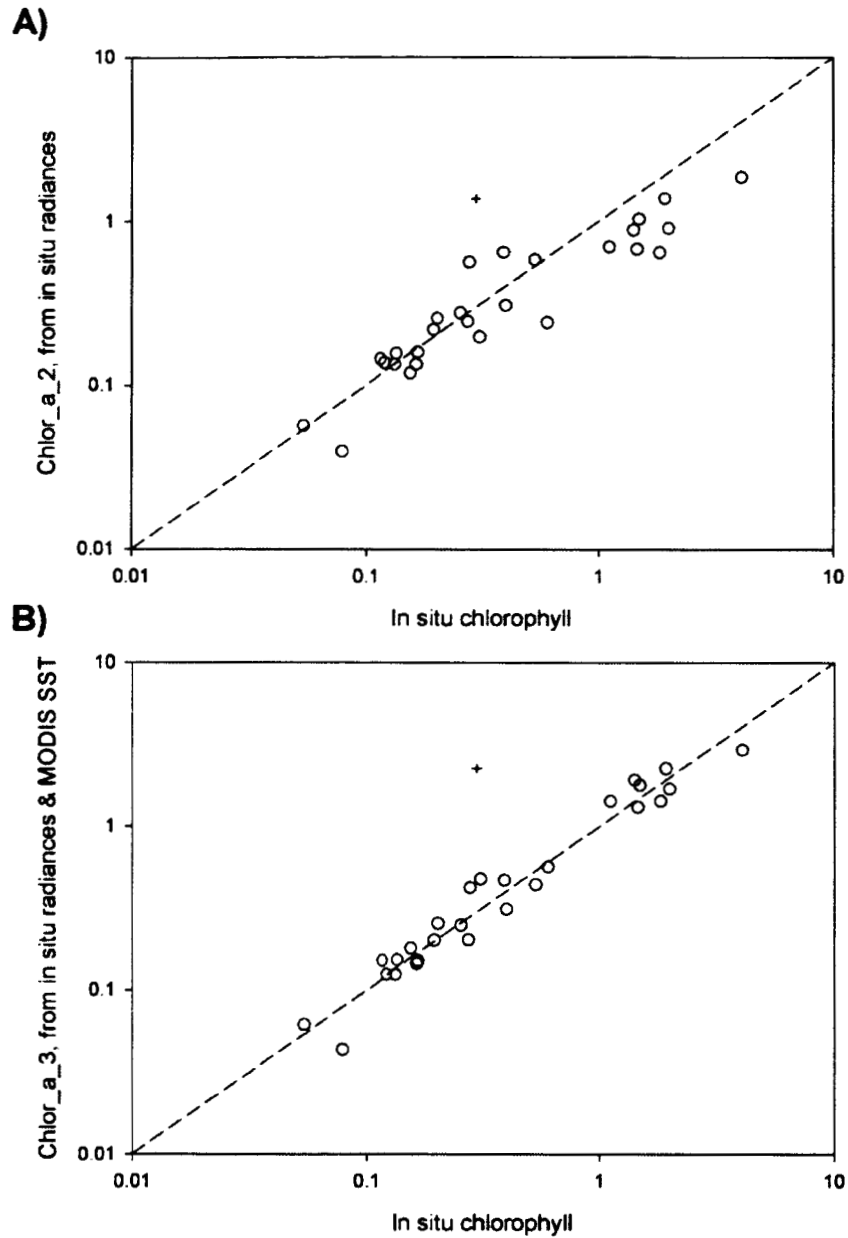 A)
10
1
0.1
0.01
Chlor_a_2, from in situ radiances
0.01 0.1 1 10
In situ chlorophyll
B)
10
1
0.1
0.01
Chlor_a_3, from in situ radiances & MODIS SST
0.01 0.1 1 10
In situ chlorophyll